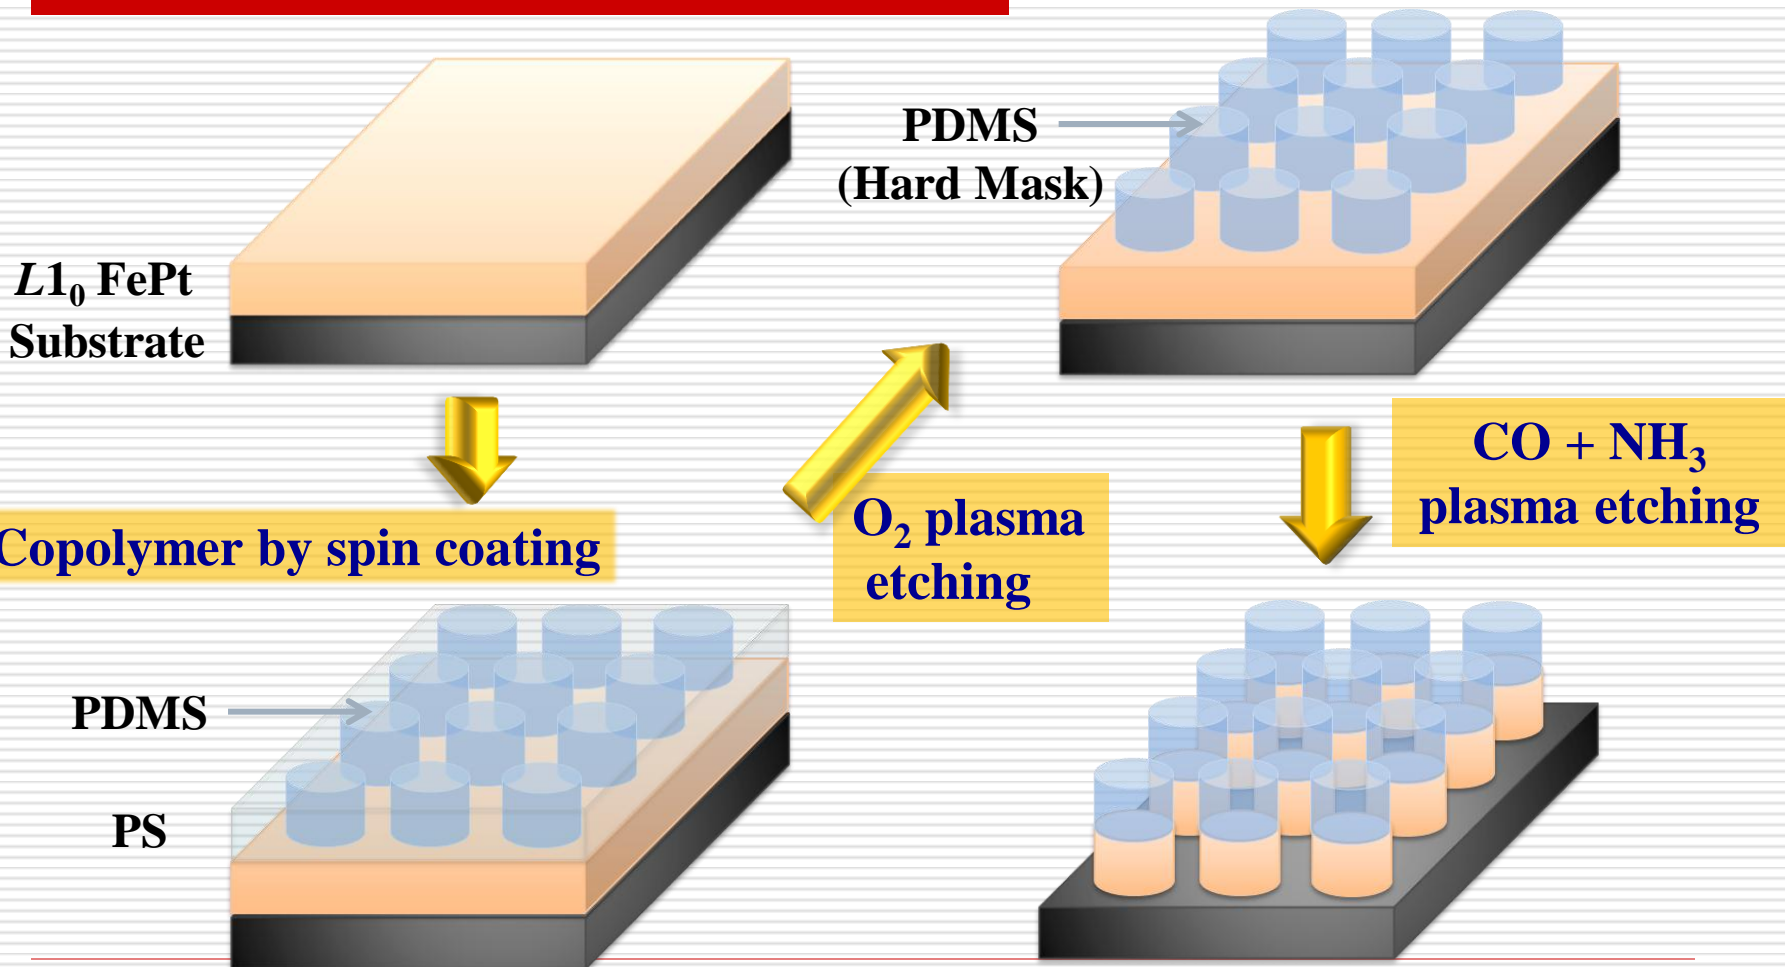 L1₀ FePt
Substrate
Copolymer by spin coating
PDMS
PS
O₂ plasma
etching
PDMS
(Hard Mask)
CO + NH₃
plasma etching